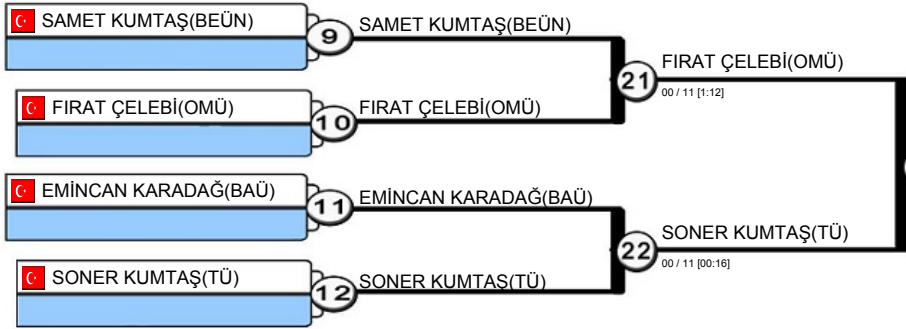 SAMET KUMTAŞ(BEÜN)
9
SAMET KUMTAŞ(BEÜN)
FIRAT ÇELEBİ(OMÜ)
10
FIRAT ÇELEBİ(OMÜ)
21
FIRAT ÇELEBİ(OMÜ)
00 / 11 [1:12]
EMİNCAN KARADAĞ(BAÜ)
11
EMİNCAN KARADAĞ(BAÜ)
SONER KUMTAŞ(TÜ)
12
SONER KUMTAŞ(TÜ)
22
SONER KUMTAŞ(TÜ)
00 / 11 [00:16]